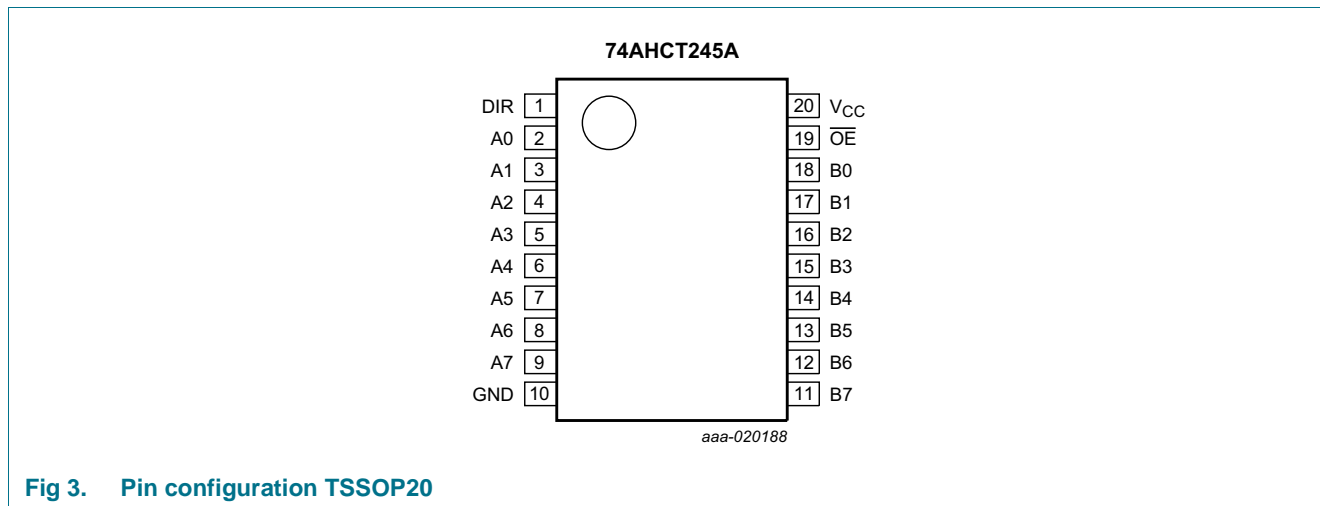 74AHCT245A
DIR 1 20 VCC
A0 2 19 O̅E̅
A1 3 18 B0
A2 4 17 B1
A3 5 16 B2
A4 6 15 B3
A5 7 14 B4
A6 8 13 B5
A7 9 12 B6
GND 10 11 B7
aaa-020188
Fig 3. Pin configuration TSSOP20